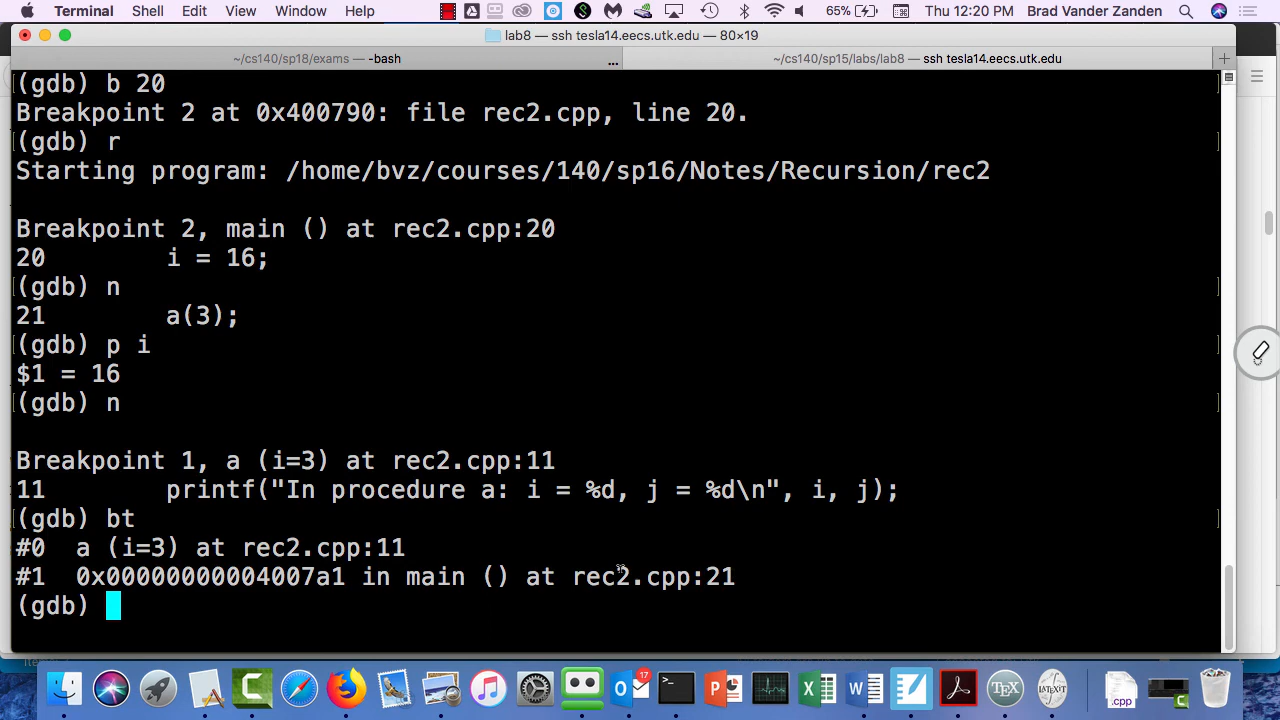 Terminal Shell Edit View Window Help 65% Thu 12:20 PM Brad Vander Zanden
lab8 — ssh tesla14.eecs.utk.edu — 80×19
~/cs140/sp18/exams — -bash ... ~/cs140/sp15/labs/lab8 — ssh tesla14.eecs.utk.edu +
(gdb) b 20
Breakpoint 2 at 0x400790: file rec2.cpp, line 20.
(gdb) r
Starting program: /home/bvz/courses/140/sp16/Notes/Recursion/rec2
Breakpoint 2, main () at rec2.cpp:20
20 i = 16;
(gdb) n
21 a(3);
(gdb) p i
$1 = 16
(gdb) n
Breakpoint 1, a (i=3) at rec2.cpp:11
11 printf("In procedure a: i = %d, j = %d\n", i, j);
(gdb) bt
#0 a (i=3) at rec2.cpp:11
#1 0x00000000004007a1 in main () at rec2.cpp:21
(gdb)
17
.cpp